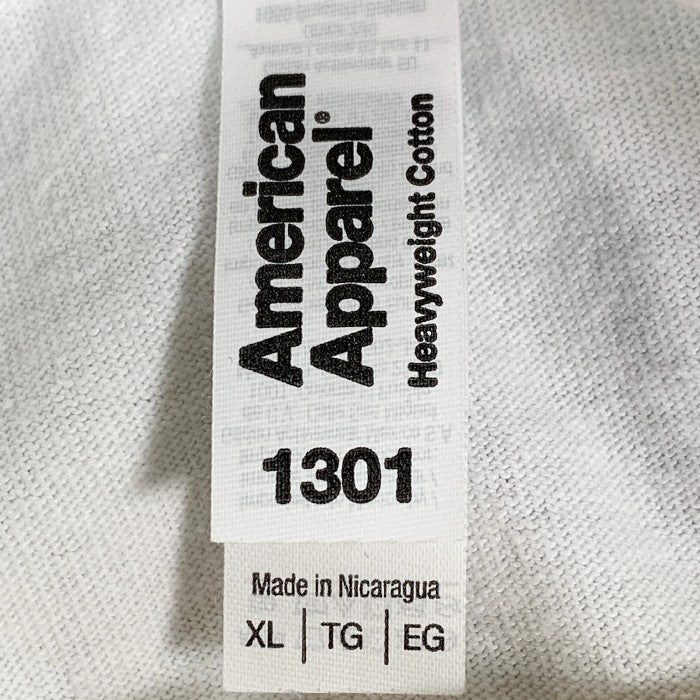 American
Apparel®
Heavyweight Cotton
1301
Made in Nicaragua
XL | TG | EG